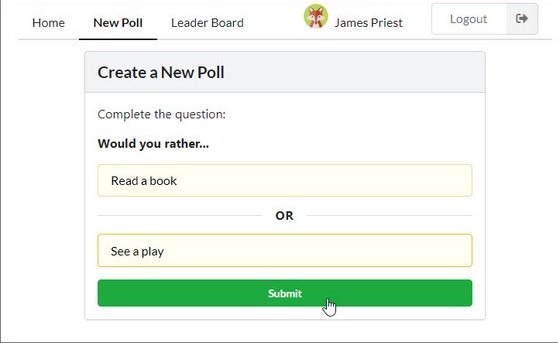 Home New Poll Leader Board James Priest Logout
Create a New Poll
Complete the question:
Would you rather...
Read a book
OR
See a play
Submit